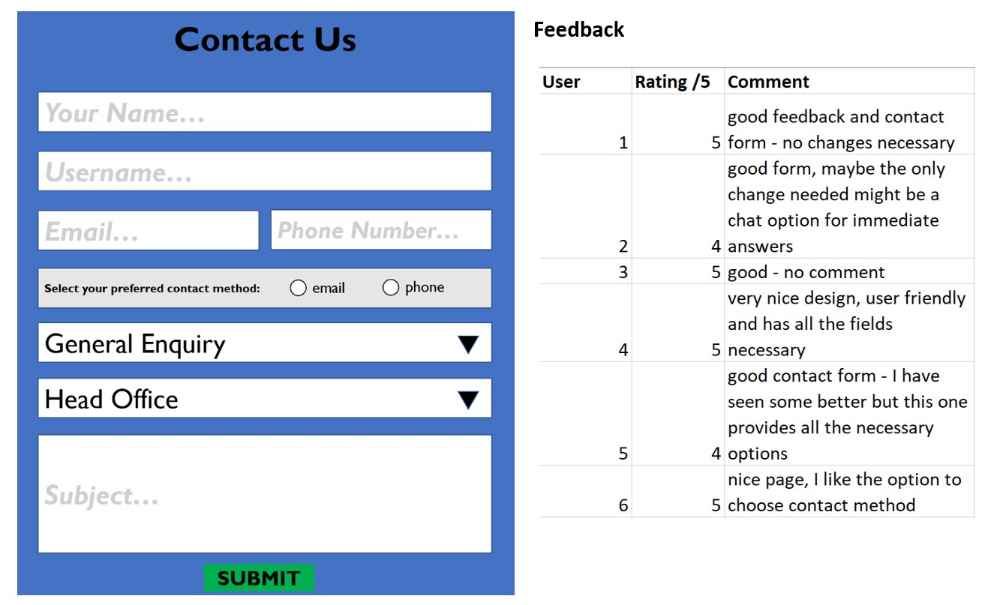 Contact Us
Your Name...
Username...
Email...
Phone Number...
Select your preferred contact method:
email
phone
General Enquiry
Head Office
Subject...
SUBMIT
Feedback
User
Rating /5
Comment
1
5
good feedback and contact
form - no changes necessary
2
4
good form, maybe the only
change needed might be a
chat option for immediate
answers
3
5
good - no comment
4
5
very nice design, user friendly
and has all the fields
necessary
5
4
good contact form - I have
seen some better but this one
provides all the necessary
options
6
5
nice page, I like the option to
choose contact method